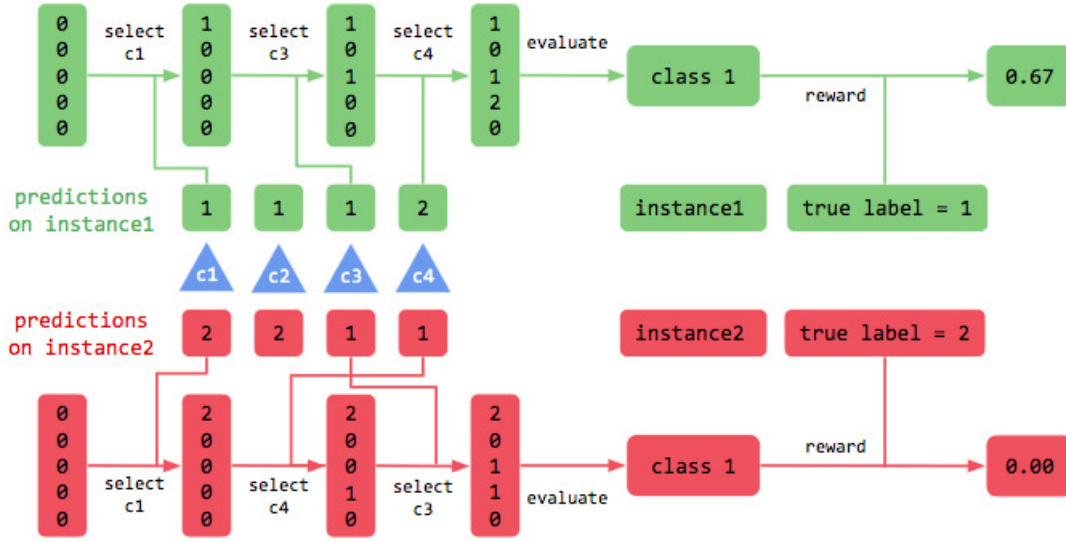 0
0
0
0
0
select
c1
1
0
0
0
0
select
c3
1
0
1
0
0
select
c4
1
0
1
2
0
evaluate
class 1
reward
0.67
predictions
on instance1
1
1
1
2
instance1
true label = 1
c1
c2
c3
c4
predictions
on instance2
2
2
1
1
instance2
true label = 2
0
0
0
0
0
select
c1
2
0
0
0
0
select
c4
2
0
0
1
0
select
c3
2
0
1
1
0
evaluate
class 1
reward
0.00